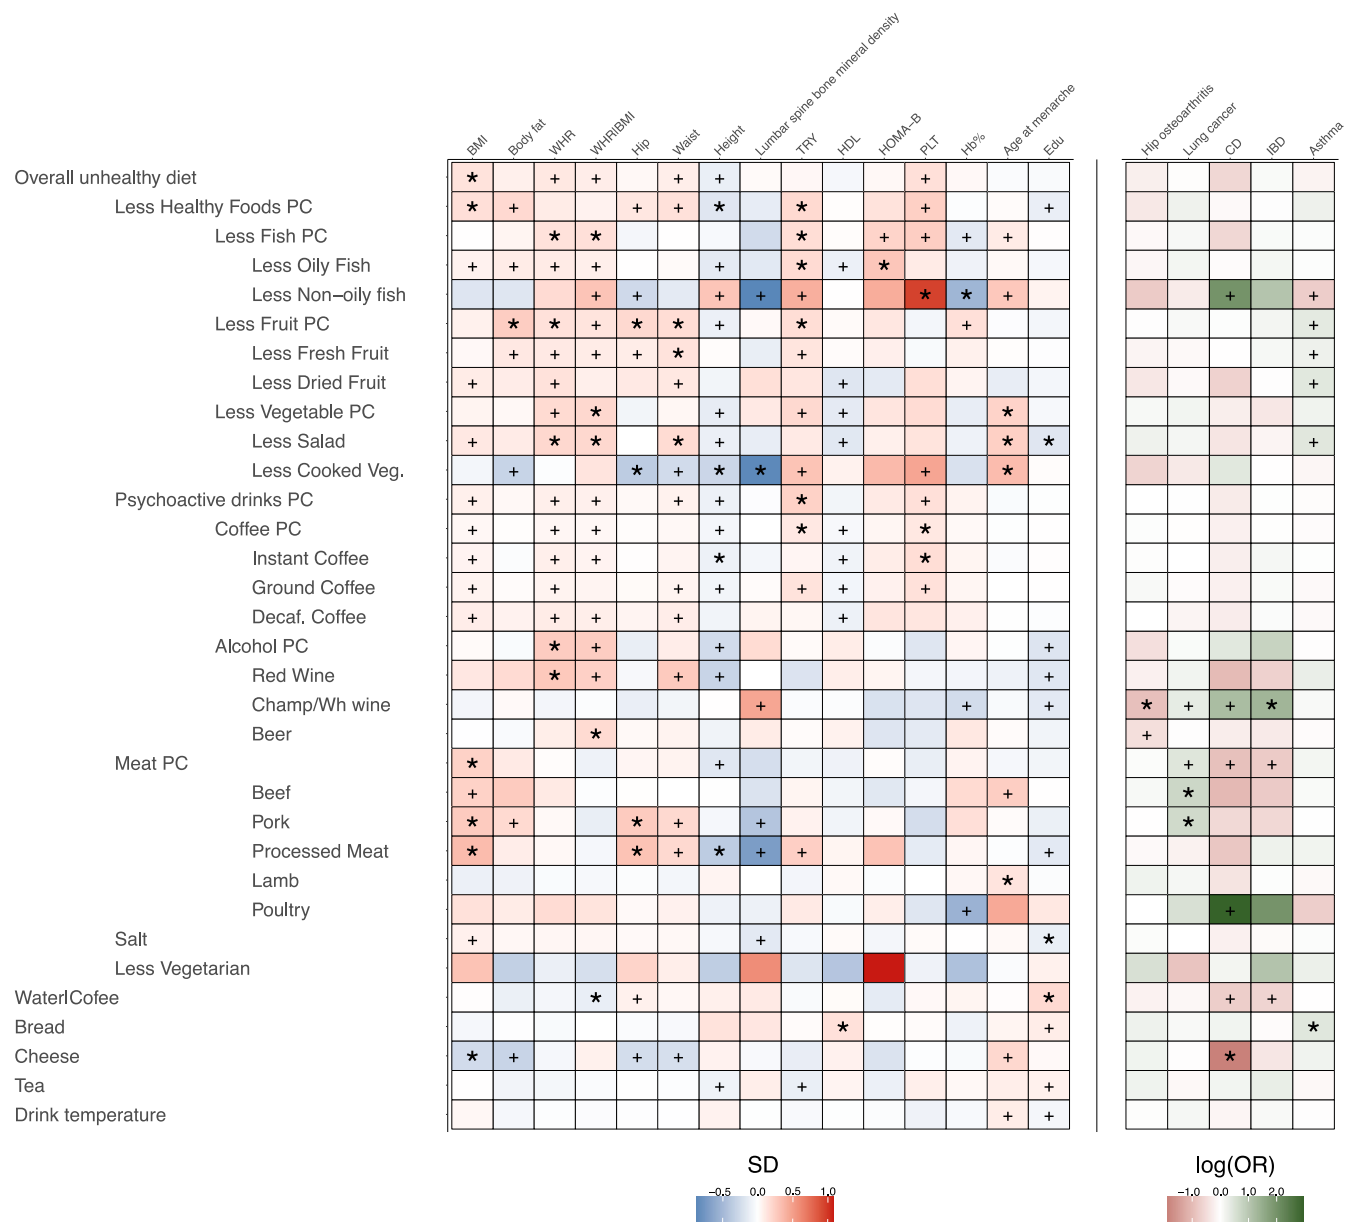 BMI
Body fat
WHR
WHR|BMI
Hip
Waist
Height
Lumbar spine bone mineral density
TRY
HDL
HOMA−B
PLT
Hb%
Age at menarche
Edu
Hip osteoarthritis
Lung cancer
CD
IBD
Asthma
Overall unhealthy diet
Less Healthy Foods PC
Less Fish PC
Less Oily Fish
Less Non−oily fish
Less Fruit PC
Less Fresh Fruit
Less Dried Fruit
Less Vegetable PC
Less Salad
Less Cooked Veg.
Psychoactive drinks PC
Coffee PC
Instant Coffee
Ground Coffee
Decaf. Coffee
Alcohol PC
Red Wine
Champ/Wh wine
Beer
Meat PC
Beef
Pork
Processed Meat
Lamb
Poultry
Salt
Less Vegetarian
Water|Cofee
Bread
Cheese
Tea
Drink temperature
SD
−0.5 0.0 0.5 1.0
log(OR)
−1.0 0.0 1.0 2.0